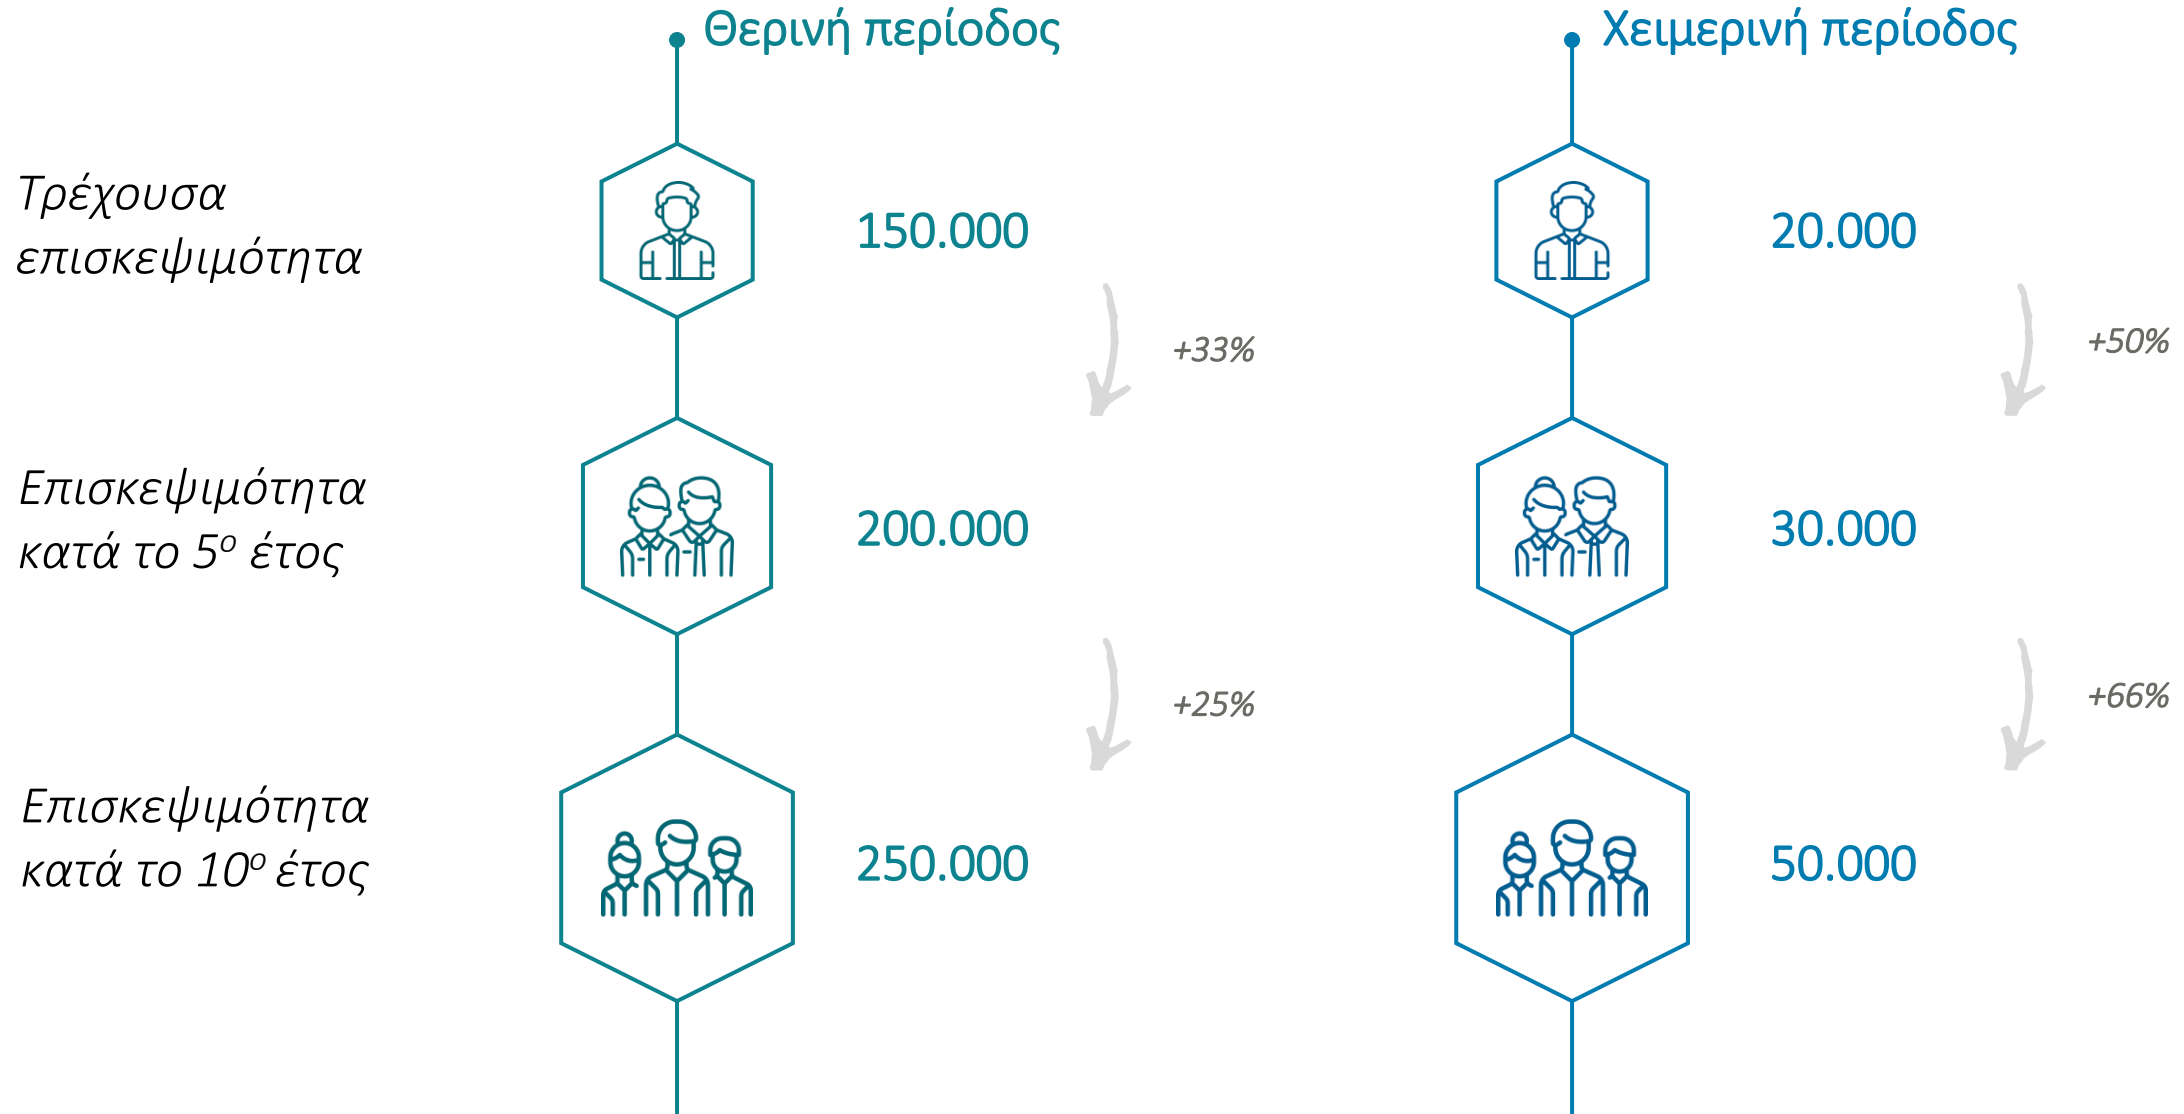 Θερινή περίοδος
Χειμερινή περίοδος
Τρέχουσα
επισκεψιμότητα
150.000
20.000
+33%
+50%
Επισκεψιμότητα
κατά το 5ο έτος
200.000
30.000
+25%
+66%
Επισκεψιμότητα
κατά το 10ο έτος
250.000
50.000